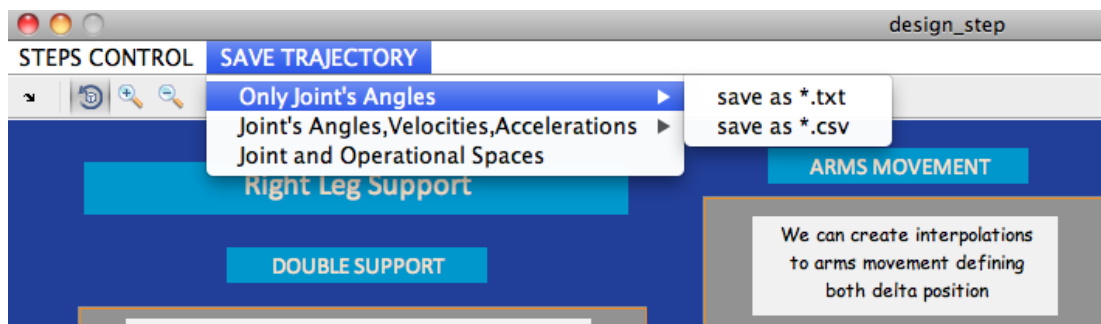 design_step
STEPS CONTROL SAVE TRAJECTORY
Only Joint's Angles
save as *.txt
Joint's Angles,Velocities,Accelerations
save as *.csv
Joint and Operational Spaces
Right Leg Support
ARMS MOVEMENT
DOUBLE SUPPORT
We can create interpolations
to arms movement defining
both delta position